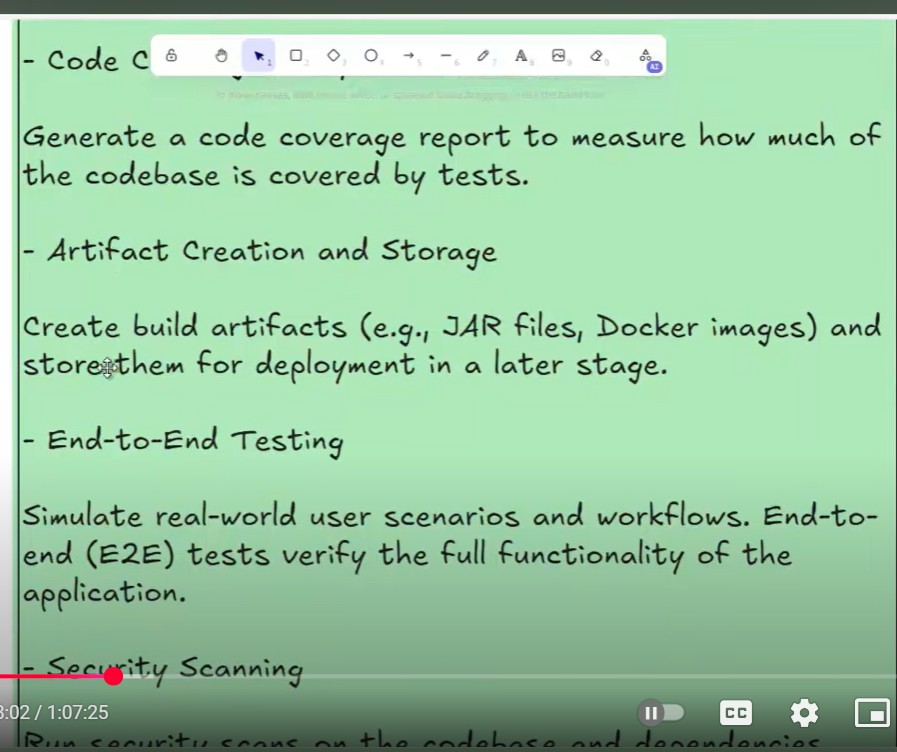 - Code C
Generate a code coverage report to measure how much of
the codebase is covered by tests.
- Artifact Creation and Storage
Create build artifacts (e.g., JAR files, Docker images) and
store them for deployment in a later stage.
- End-to-End Testing
Simulate real-world user scenarios and workflows. End-to-
end (E2E) tests verify the full functionality of the
application.
- Security Scanning
3:02 / 1:07:25
CC
Run security scans on the codebase and dependencies